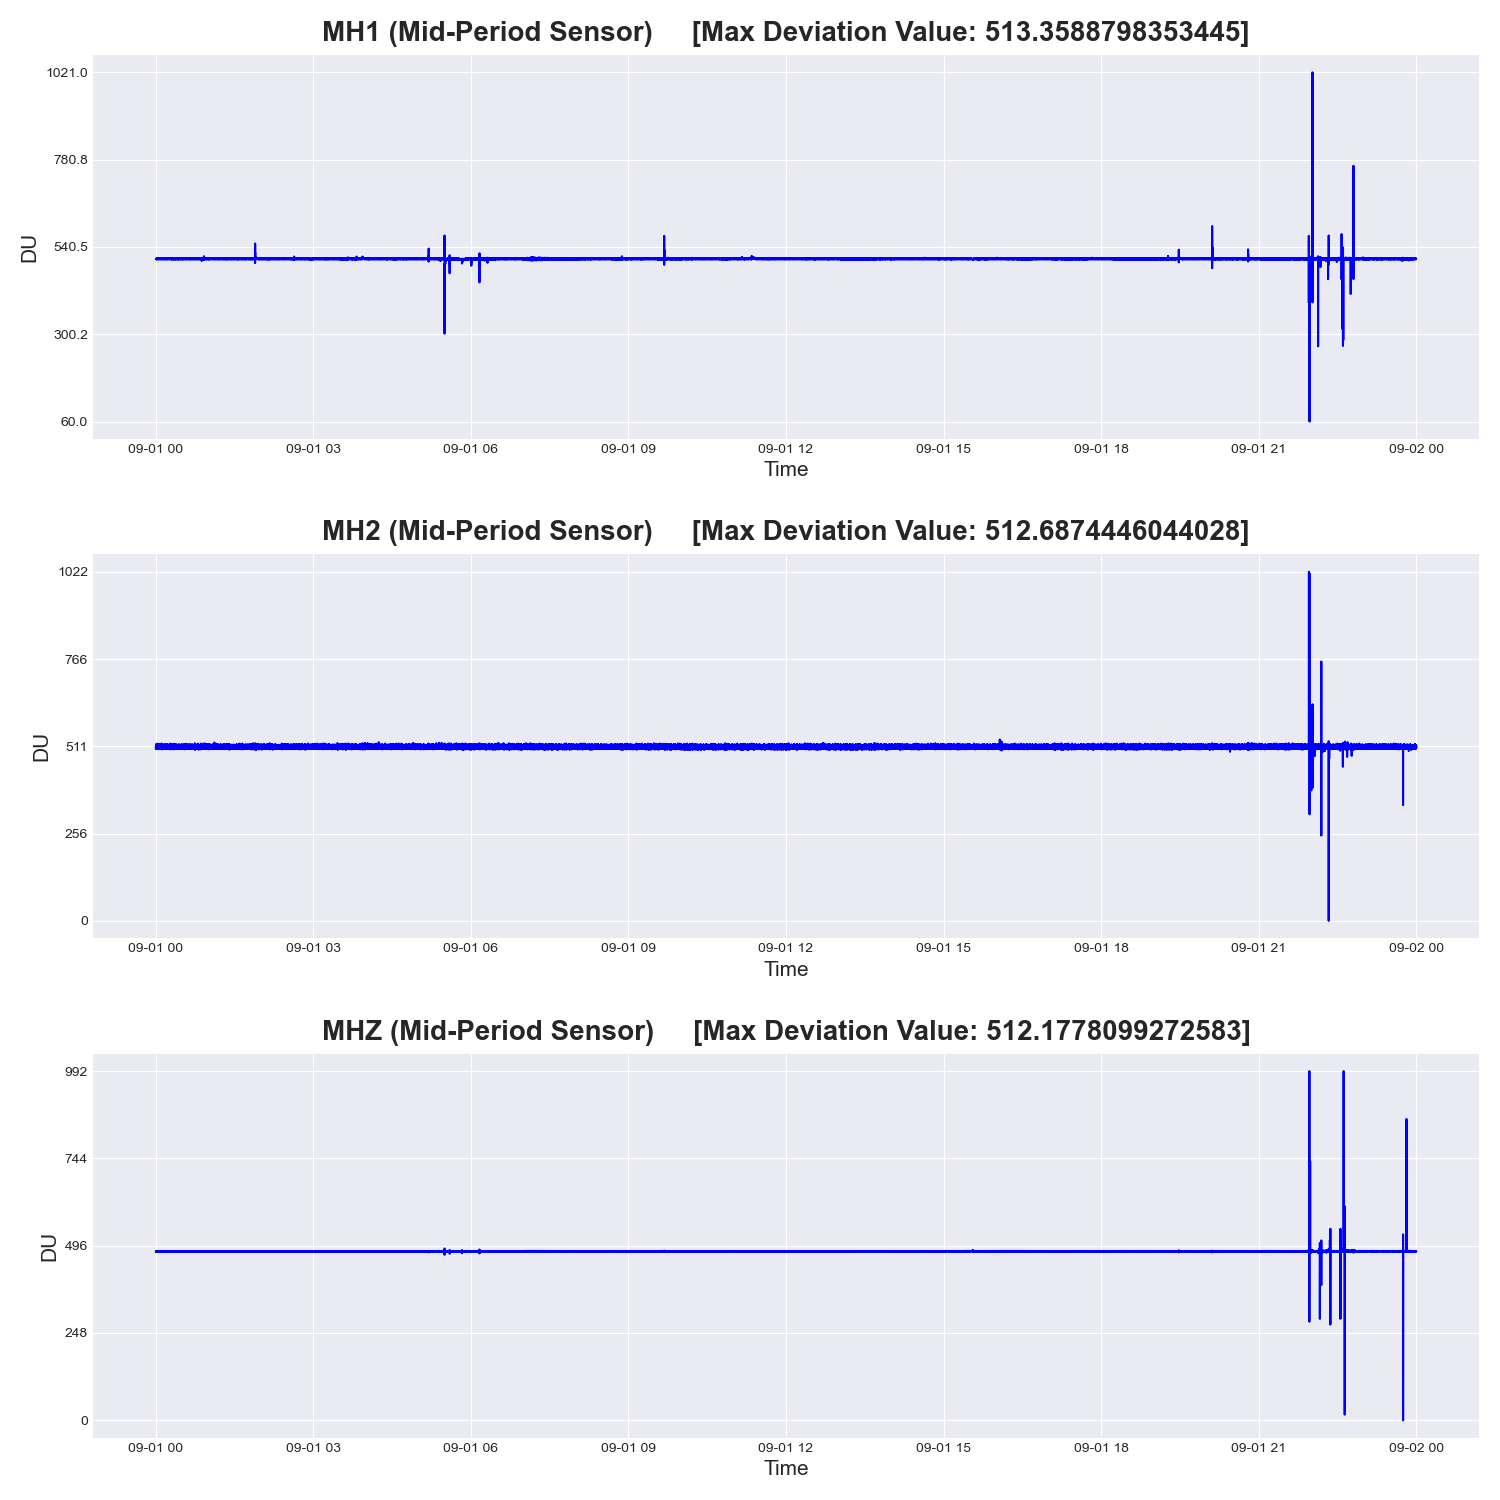 MH1 (Mid-Period Sensor) [Max Deviation Value: 513.3588798353445]
1021.0
780.8
540.5
300.2
60.0
DU
09-01 00 09-01 03 09-01 06 09-01 09 09-01 12 09-01 15 09-01 18 09-01 21 09-02 00
Time
MH2 (Mid-Period Sensor) [Max Deviation Value: 512.6874446044028]
1022
766
511
256
0
DU
09-01 00 09-01 03 09-01 06 09-01 09 09-01 12 09-01 15 09-01 18 09-01 21 09-02 00
Time
MHZ (Mid-Period Sensor) [Max Deviation Value: 512.1778099272583]
992
744
496
248
0
DU
09-01 00 09-01 03 09-01 06 09-01 09 09-01 12 09-01 15 09-01 18 09-01 21 09-02 00
Time